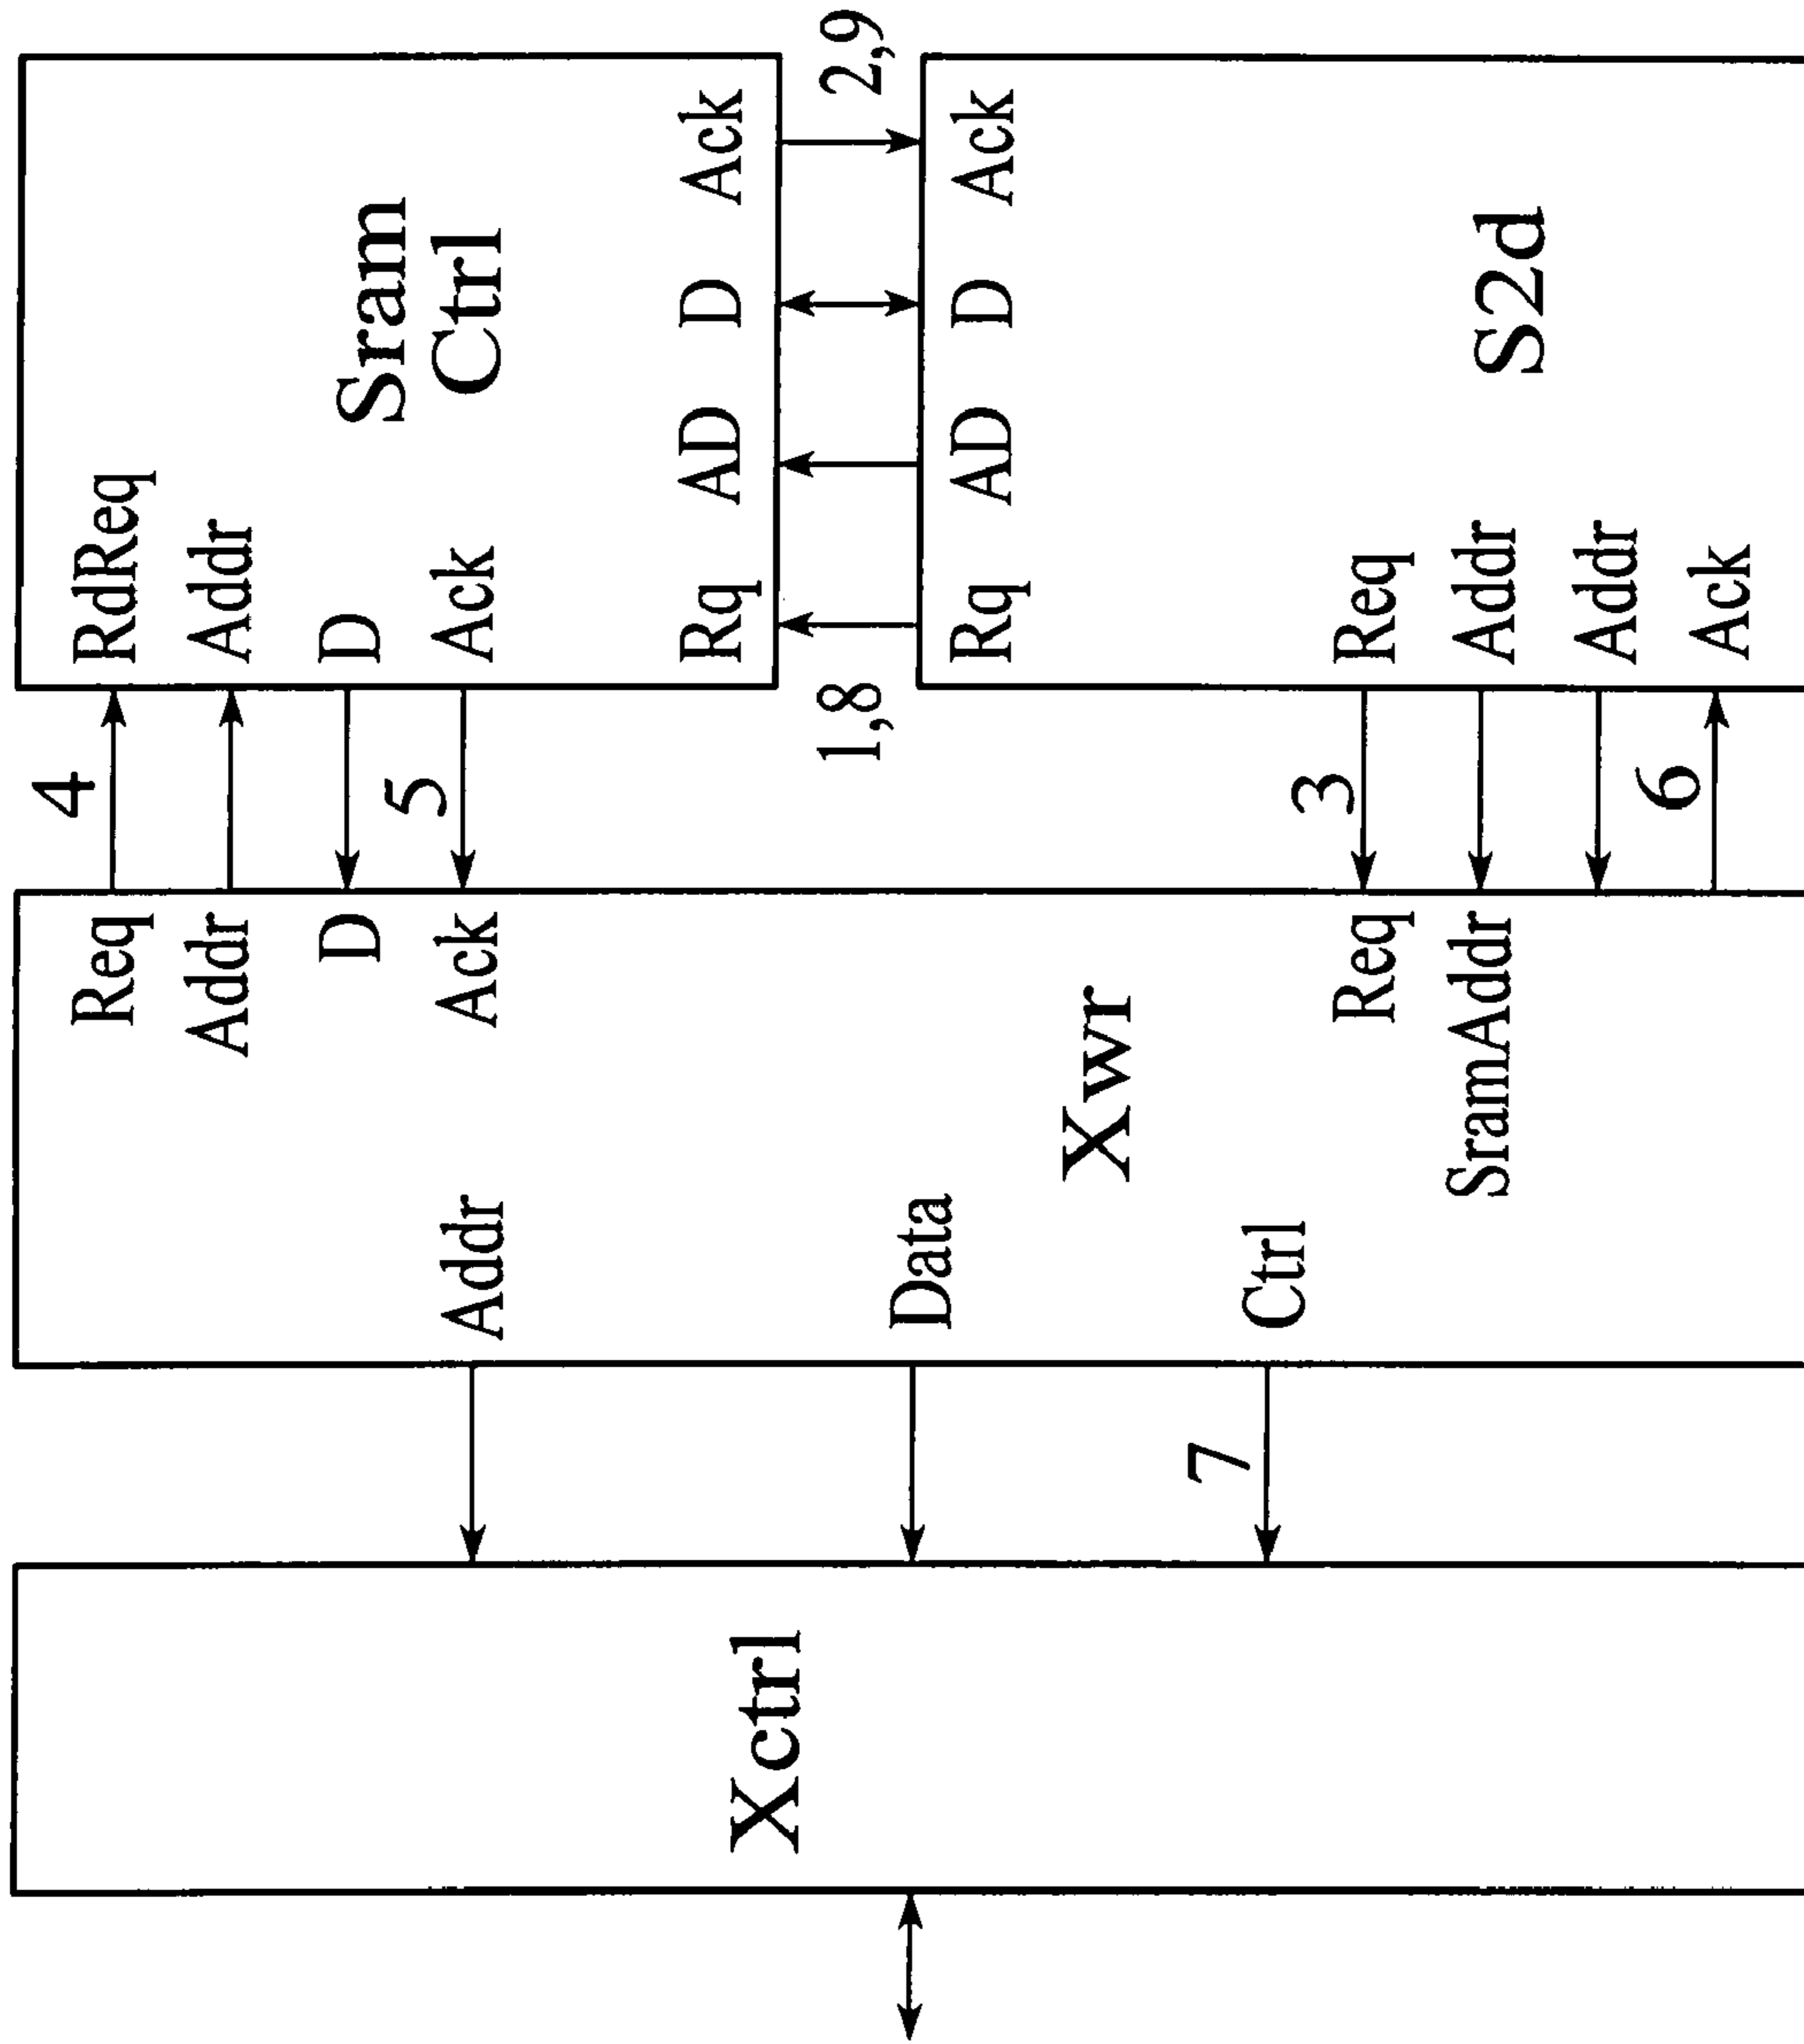 RdReq
Addr
D
Ack
Sram
Ctrl
Rq AD D Ack
4
5
1,8
2,9
Rq AD D Ack
S2d
Req
Addr
Addr
Ack
3
6
Req
Addr
D
Ack
Xwr
Req
SramAddr
Addr
Data
Ctrl
7
Xctrl